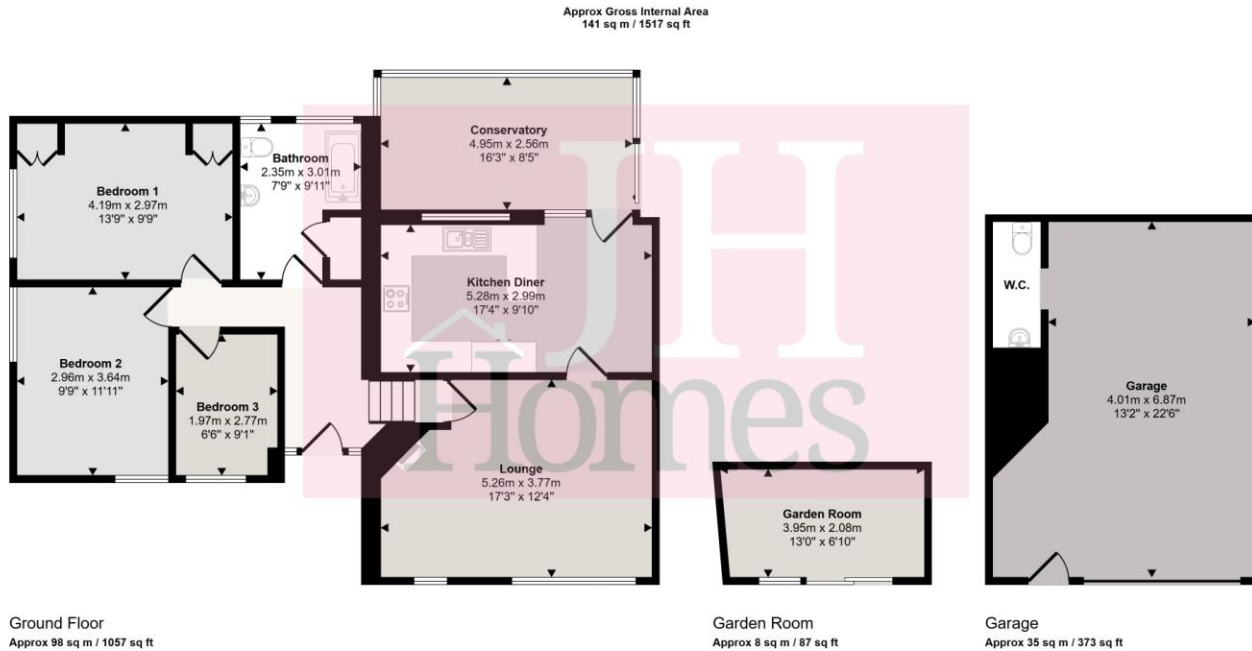 Approx Gross Internal Area
141 sq m / 1517 sq ft
Conservatory
4.95m x 2.56m
16'3" x 8'5"
Bathroom
2.35m x 3.01m
7'9" x 9'11"
Bedroom 1
4.19m x 2.97m
13'9" x 9'9"
JH
Homes
Kitchen Diner
5.28m x 2.99m
17'4" x 9'10"
W.C.
Bedroom 2
2.96m x 3.64m
9'9" x 11'11"
Bedroom 3
1.97m x 2.77m
6'6" x 9'1"
Garage
4.01m x 6.87m
13'2" x 22'6"
Lounge
5.26m x 3.77m
17'3" x 12'4"
Garden Room
3.95m x 2.08m
13'0" x 6'10"
Ground Floor
Approx 98 sq m / 1057 sq ft
Garden Room
Approx 8 sq m / 87 sq ft
Garage
Approx 35 sq m / 373 sq ft